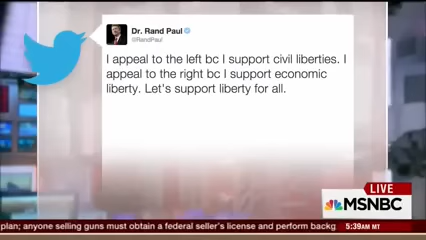 Dr. Rand Paul
@RandPaul
I appeal to the left bc I support civil liberties. I
appeal to the right bc I support economic
liberty. Let's support liberty for all.
LIVE
MSNBC
plan; anyone selling guns must obtain a federal seller's license and perform backg
5:39AM MT